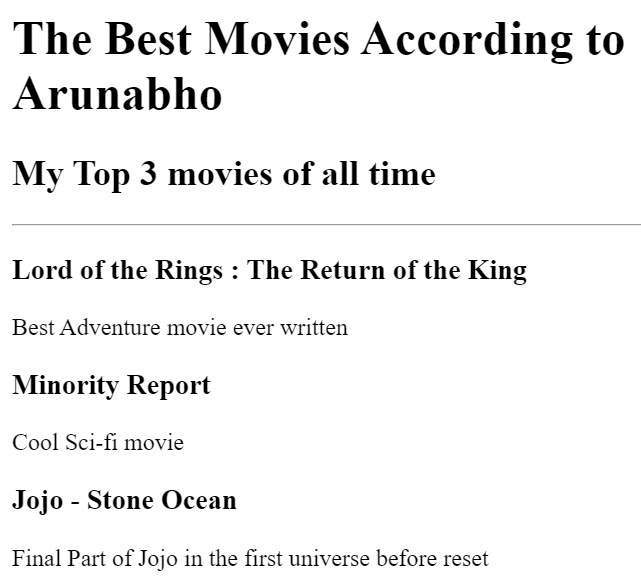 The Best Movies According to
Arunabho
My Top 3 movies of all time
Lord of the Rings : The Return of the King
Best Adventure movie ever written
Minority Report
Cool Sci-fi movie
Jojo - Stone Ocean
Final Part of Jojo in the first universe before reset